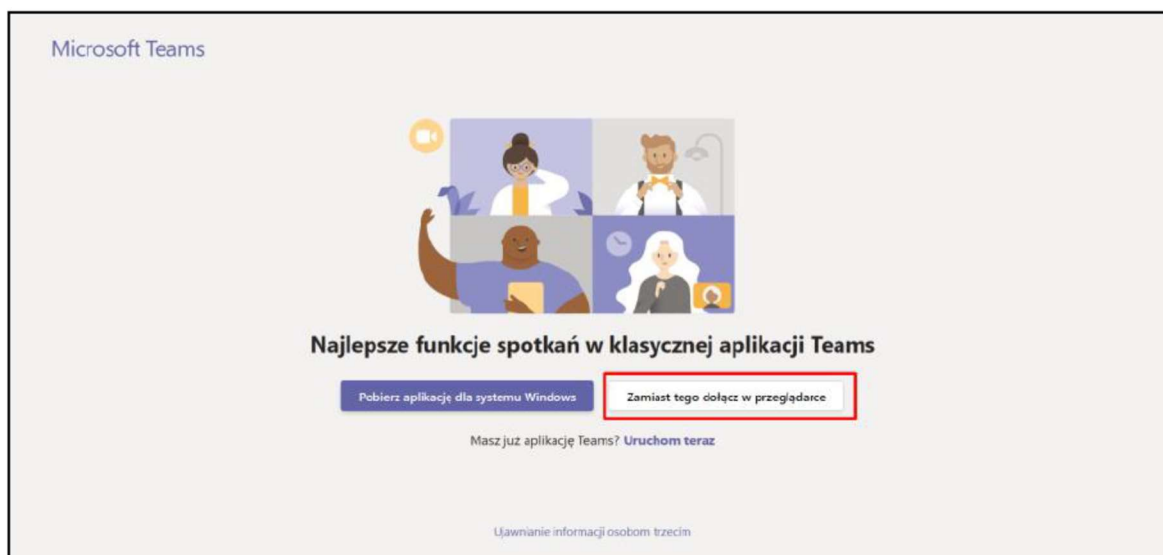 Microsoft Teams
Najlepsze funkcje spotkań w klasycznej aplikacji Teams
Pobierz aplikację dla systemu Windows
Zamiast tego dołącz w przeglądarce
Masz już aplikację Teams? Uruchom teraz
Ujawnianie informacji osobom trzecim